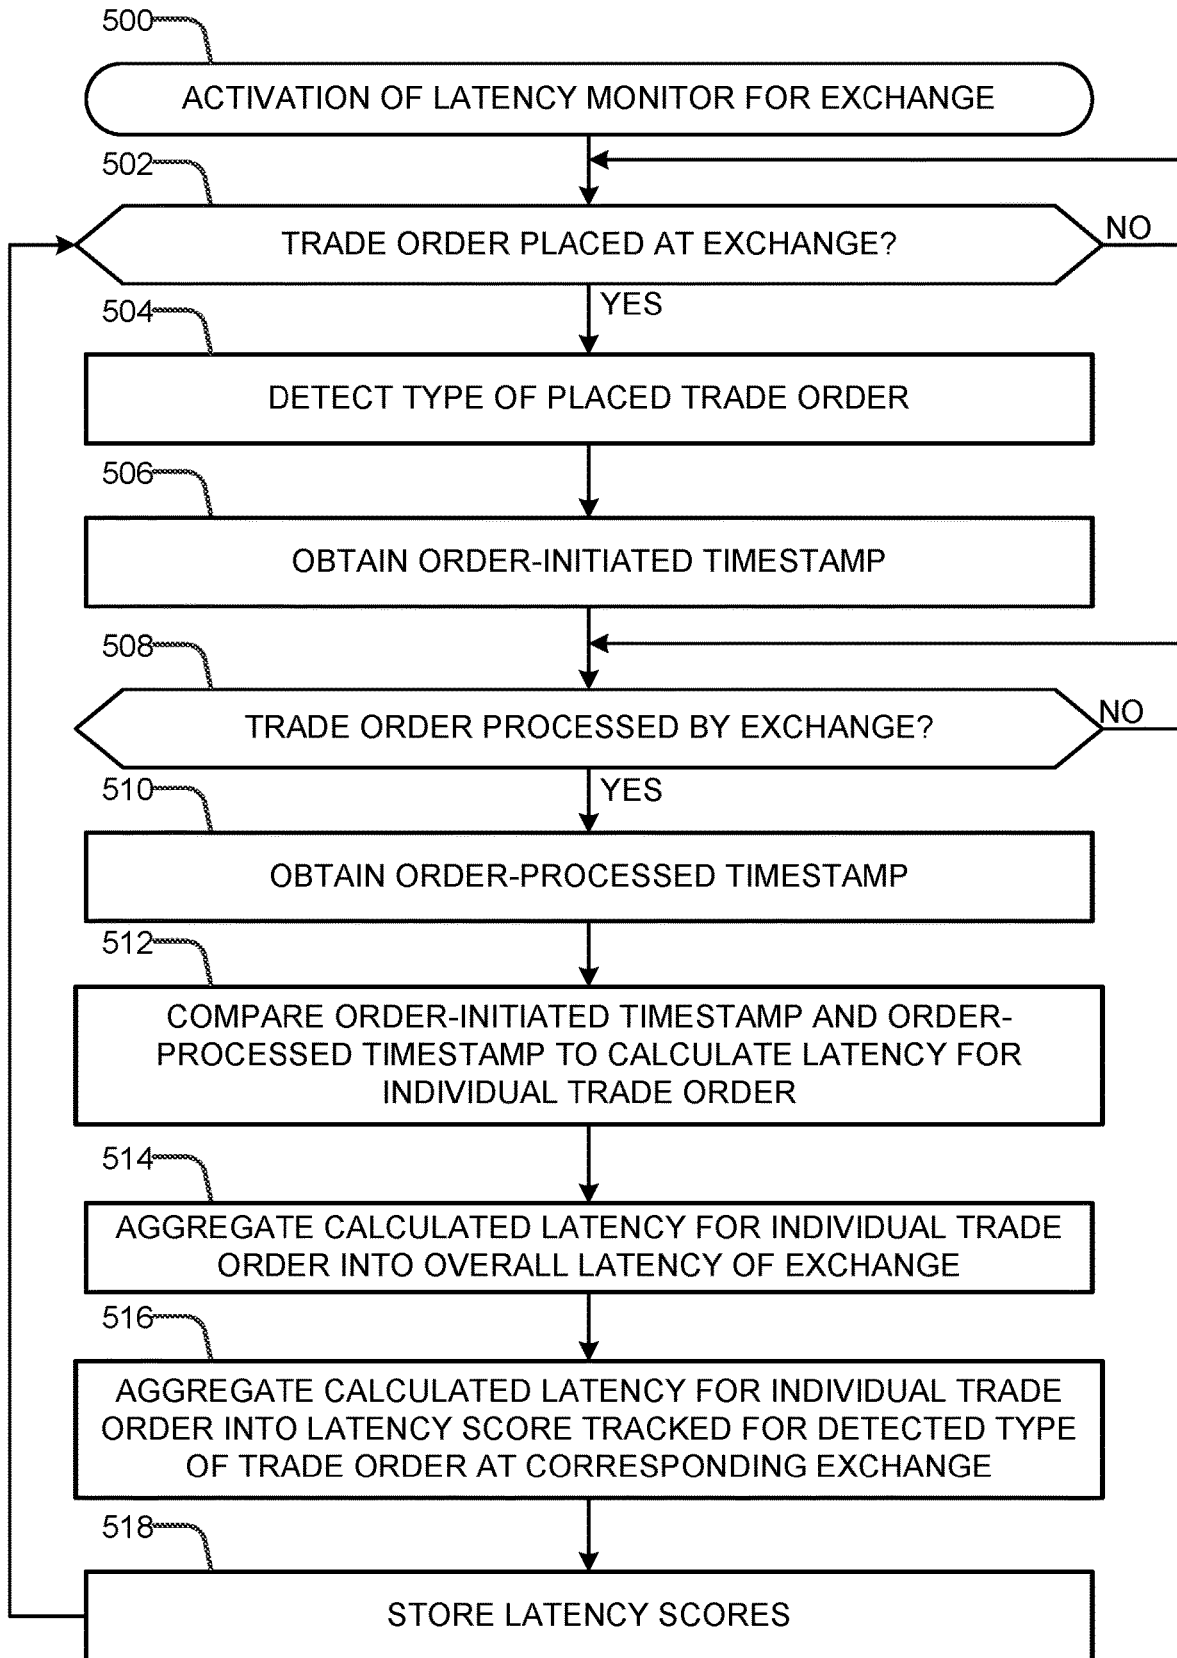 500
ACTIVATION OF LATENCY MONITOR FOR EXCHANGE
502
TRADE ORDER PLACED AT EXCHANGE?
NO
YES
504
DETECT TYPE OF PLACED TRADE ORDER
506
OBTAIN ORDER-INITIATED TIMESTAMP
508
TRADE ORDER PROCESSED BY EXCHANGE?
NO
YES
510
OBTAIN ORDER-PROCESSED TIMESTAMP
512
COMPARE ORDER-INITIATED TIMESTAMP AND ORDER-
PROCESSED TIMESTAMP TO CALCULATE LATENCY FOR
INDIVIDUAL TRADE ORDER
514
AGGREGATE CALCULATED LATENCY FOR INDIVIDUAL TRADE
ORDER INTO OVERALL LATENCY OF EXCHANGE
516
AGGREGATE CALCULATED LATENCY FOR INDIVIDUAL TRADE
ORDER INTO LATENCY SCORE TRACKED FOR DETECTED TYPE
OF TRADE ORDER AT CORRESPONDING EXCHANGE
518
STORE LATENCY SCORES